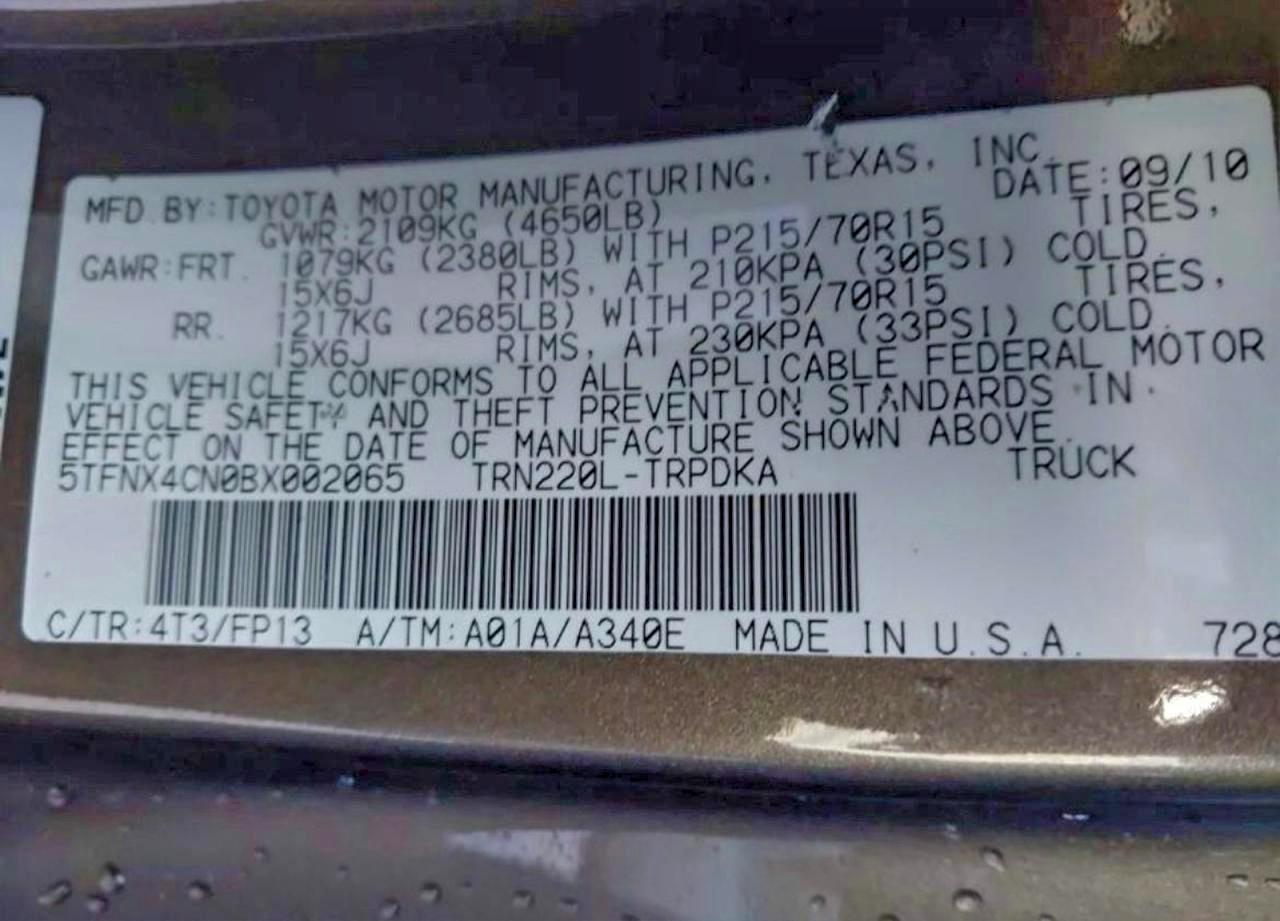 MFD. BY: TOYOTA MOTOR MANUFACTURING, TEXAS, INC.
GVWR: 2109KG (4650LB) DATE: 09/10
GAWR: FRT. 1079KG (2380LB) WITH P215/70R15 TIRES,
15X6J RIMS, AT 210KPA (30PSI) COLD.
RR. 1217KG (2685LB) WITH P215/70R15 TIRES,
15X6J RIMS, AT 230KPA (33PSI) COLD.
THIS VEHICLE CONFORMS TO ALL APPLICABLE FEDERAL MOTOR
VEHICLE SAFETY AND THEFT PREVENTION STANDARDS IN
EFFECT ON THE DATE OF MANUFACTURE SHOWN ABOVE.
5TFNX4CN0BX002065 TRN220L-TRPDKA TRUCK
C/TR: 4T3/FP13 A/TM: A01A/A340E MADE IN U.S.A. 728